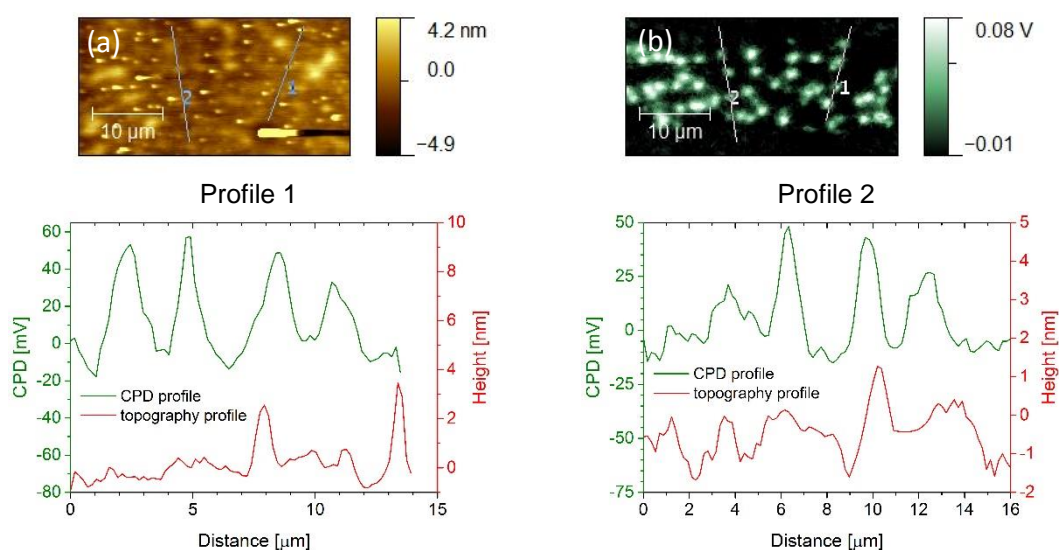 (a)
2
1
10 µm
4.2 nm
0.0
−4.9
(b)
2
1
10 µm
0.08 V
−0.01
Profile 1
60
40
20
0
-20
-40
-60
-80
CPD [mV]
10
8
6
4
2
0
Height [nm]
CPD profile
topography profile
0
5
10
15
Distance [µm]
Profile 2
50
25
0
-25
-50
-75
CPD [mV]
5
4
3
2
1
0
-1
-2
Height [nm]
CPD profile
topography profile
0
2
4
6
8
10
12
14
16
Distance [µm]